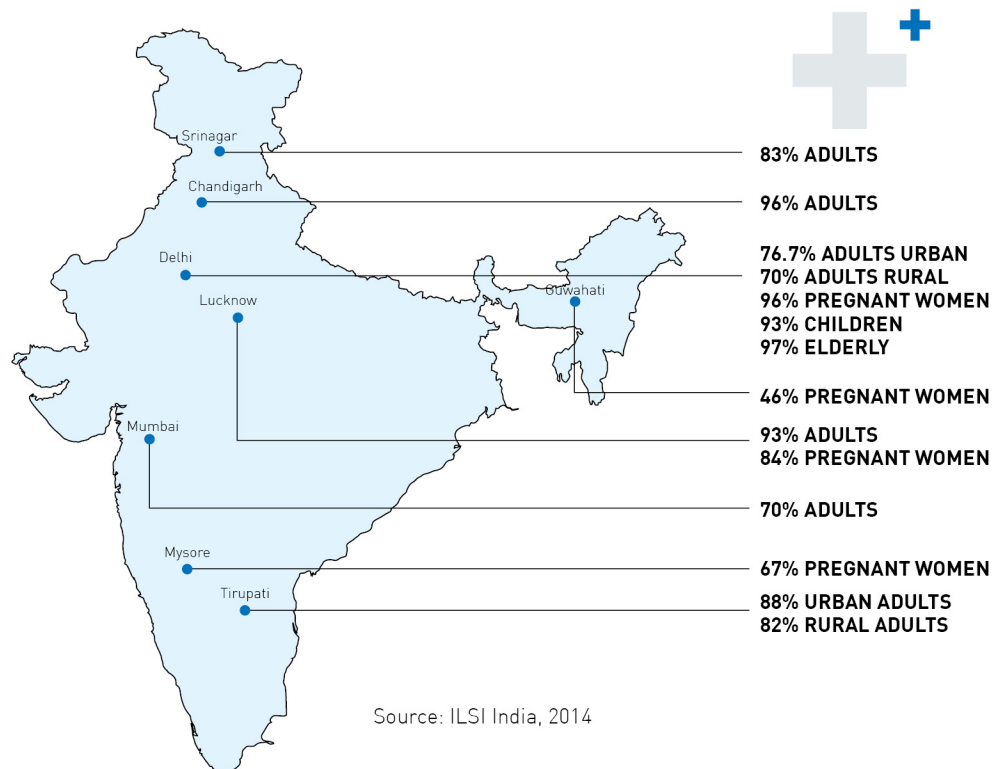 Srinagar
83% ADULTS
Chandigarh
96% ADULTS
Delhi
76.7% ADULTS URBAN
70% ADULTS RURAL
96% PREGNANT WOMEN
93% CHILDREN
97% ELDERLY
Lucknow
Guwahati
46% PREGNANT WOMEN
93% ADULTS
84% PREGNANT WOMEN
Mumbai
70% ADULTS
Mysore
67% PREGNANT WOMEN
Tirupati
88% URBAN ADULTS
82% RURAL ADULTS
Source: ILSI India, 2014